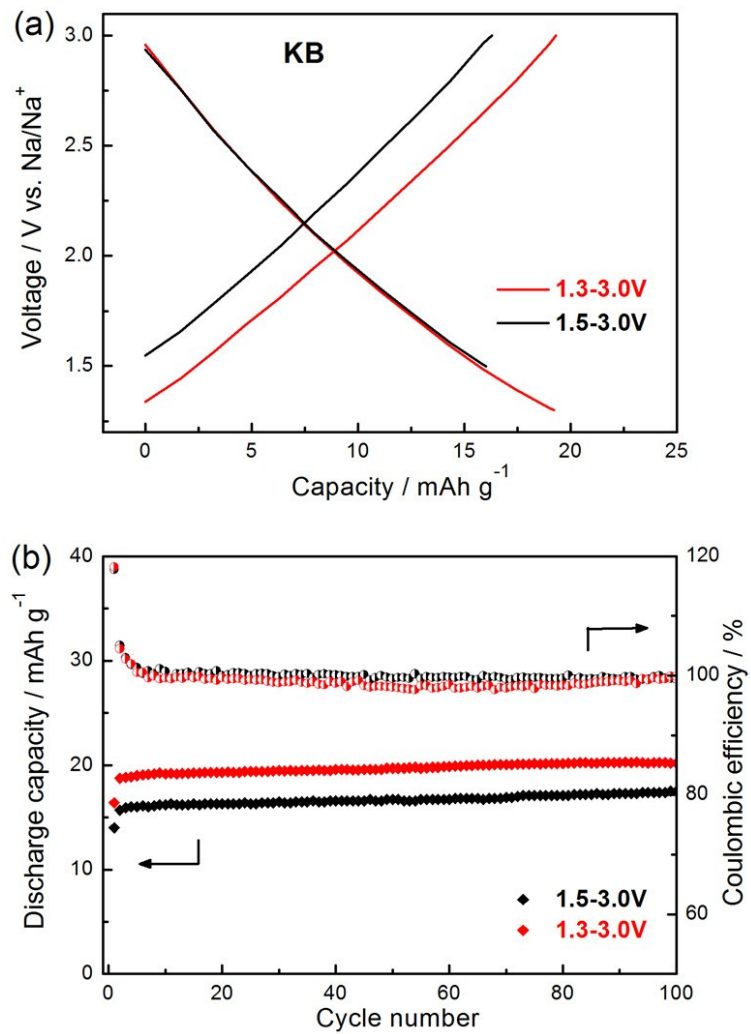 (a)
KB
3.0
2.5
2.0
1.5
Voltage / V vs. Na/Na⁺
1.3-3.0V
1.5-3.0V
0 5 10 15 20 25
Capacity / mAh g⁻¹
(b)
40
30
20
10
0
Discharge capacity / mAh g⁻¹
120
100
80
60
Coulombic efficiency / %
1.5-3.0V
1.3-3.0V
0 20 40 60 80 100
Cycle number